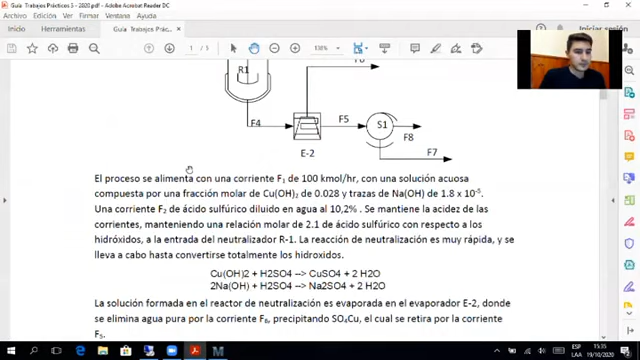 Guía Trabajos Prácticos 5 - 2020.pdf - Adobe Acrobat Reader DC
Archivo Edición Ver Firmar Ventana Ayuda
Inicio Herramientas Guía Trabajos Prác... × Iniciar sesión
1 / 5 138%
R1
F6
F4 F5 S1 F8
E-2
F7
El proceso se alimenta con una corriente F1 de 100 kmol/hr, con una solución acuosa
compuesta por una fracción molar de Cu(OH)2 de 0.028 y trazas de Na(OH) de 1.8 x 10-5.
Una corriente F2 de ácido sulfúrico diluido en agua al 10,2% . Se mantiene la acidez de las
corrientes, manteniendo una relación molar de 2.1 de ácido sulfúrico con respecto a los
hidróxidos, a la entrada del neutralizador R-1. La reacción de neutralización es muy rápida, y se
lleva a cabo hasta convertirse totalmente los hidroxidos.
Cu(OH)2 + H2SO4 --> CuSO4 + 2 H2O
2Na(OH) + H2SO4 --> Na2SO4 + 2 H2O
La solución formada en el reactor de neutralización es evaporada en el evaporador E-2, donde
se elimina agua pura por la corriente F6, precipitando SO4Cu, el cual se retira por la corriente
F5.
ESP 15:35
LAA 19/10/2020